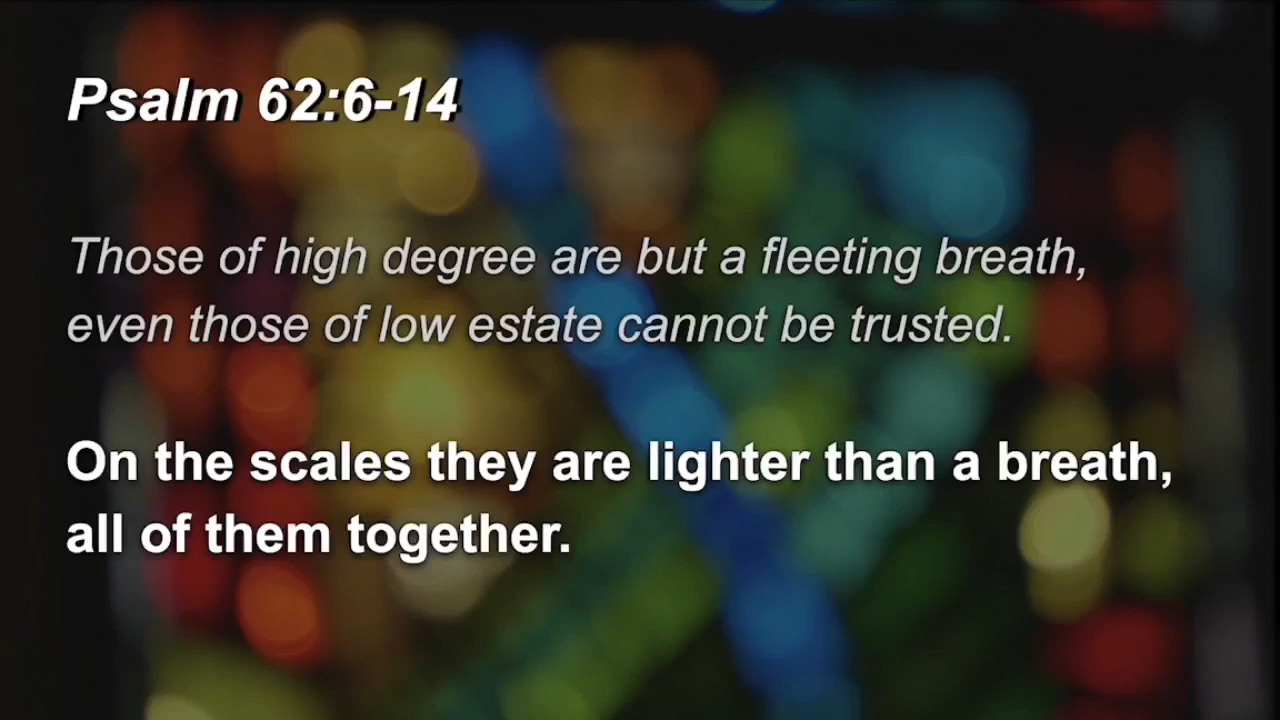 Psalm 62:6-14
Those of high degree are but a fleeting breath,
even those of low estate cannot be trusted.
On the scales they are lighter than a breath,
all of them together.